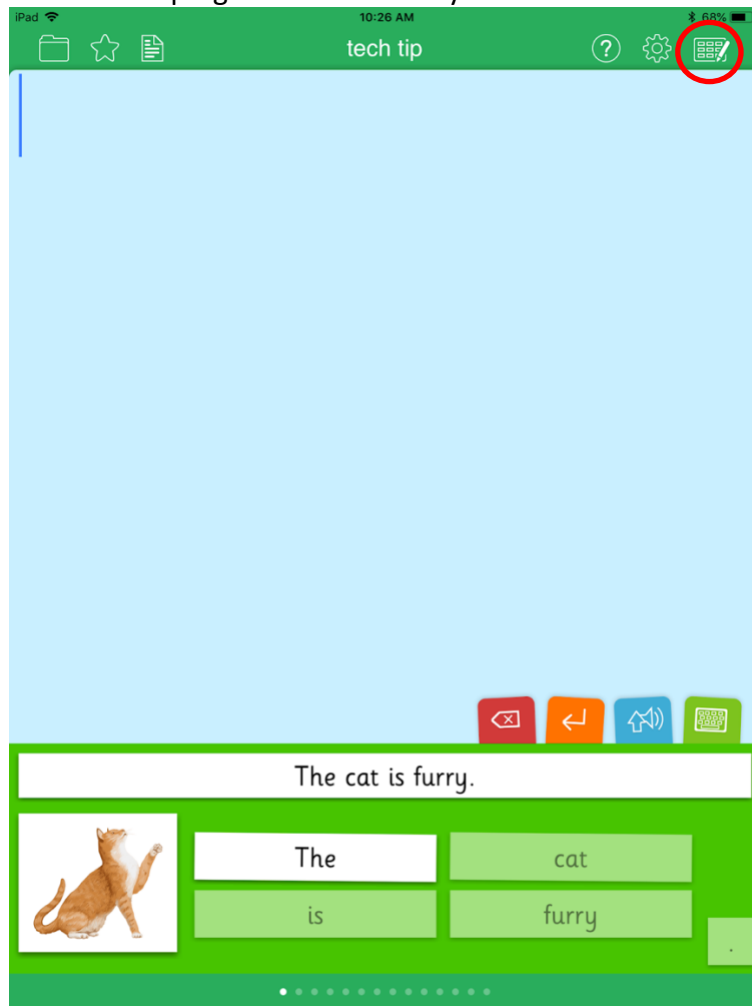 iPad 10:26 AM 68%
tech tip
?
The cat is furry.
The cat
is furry
.